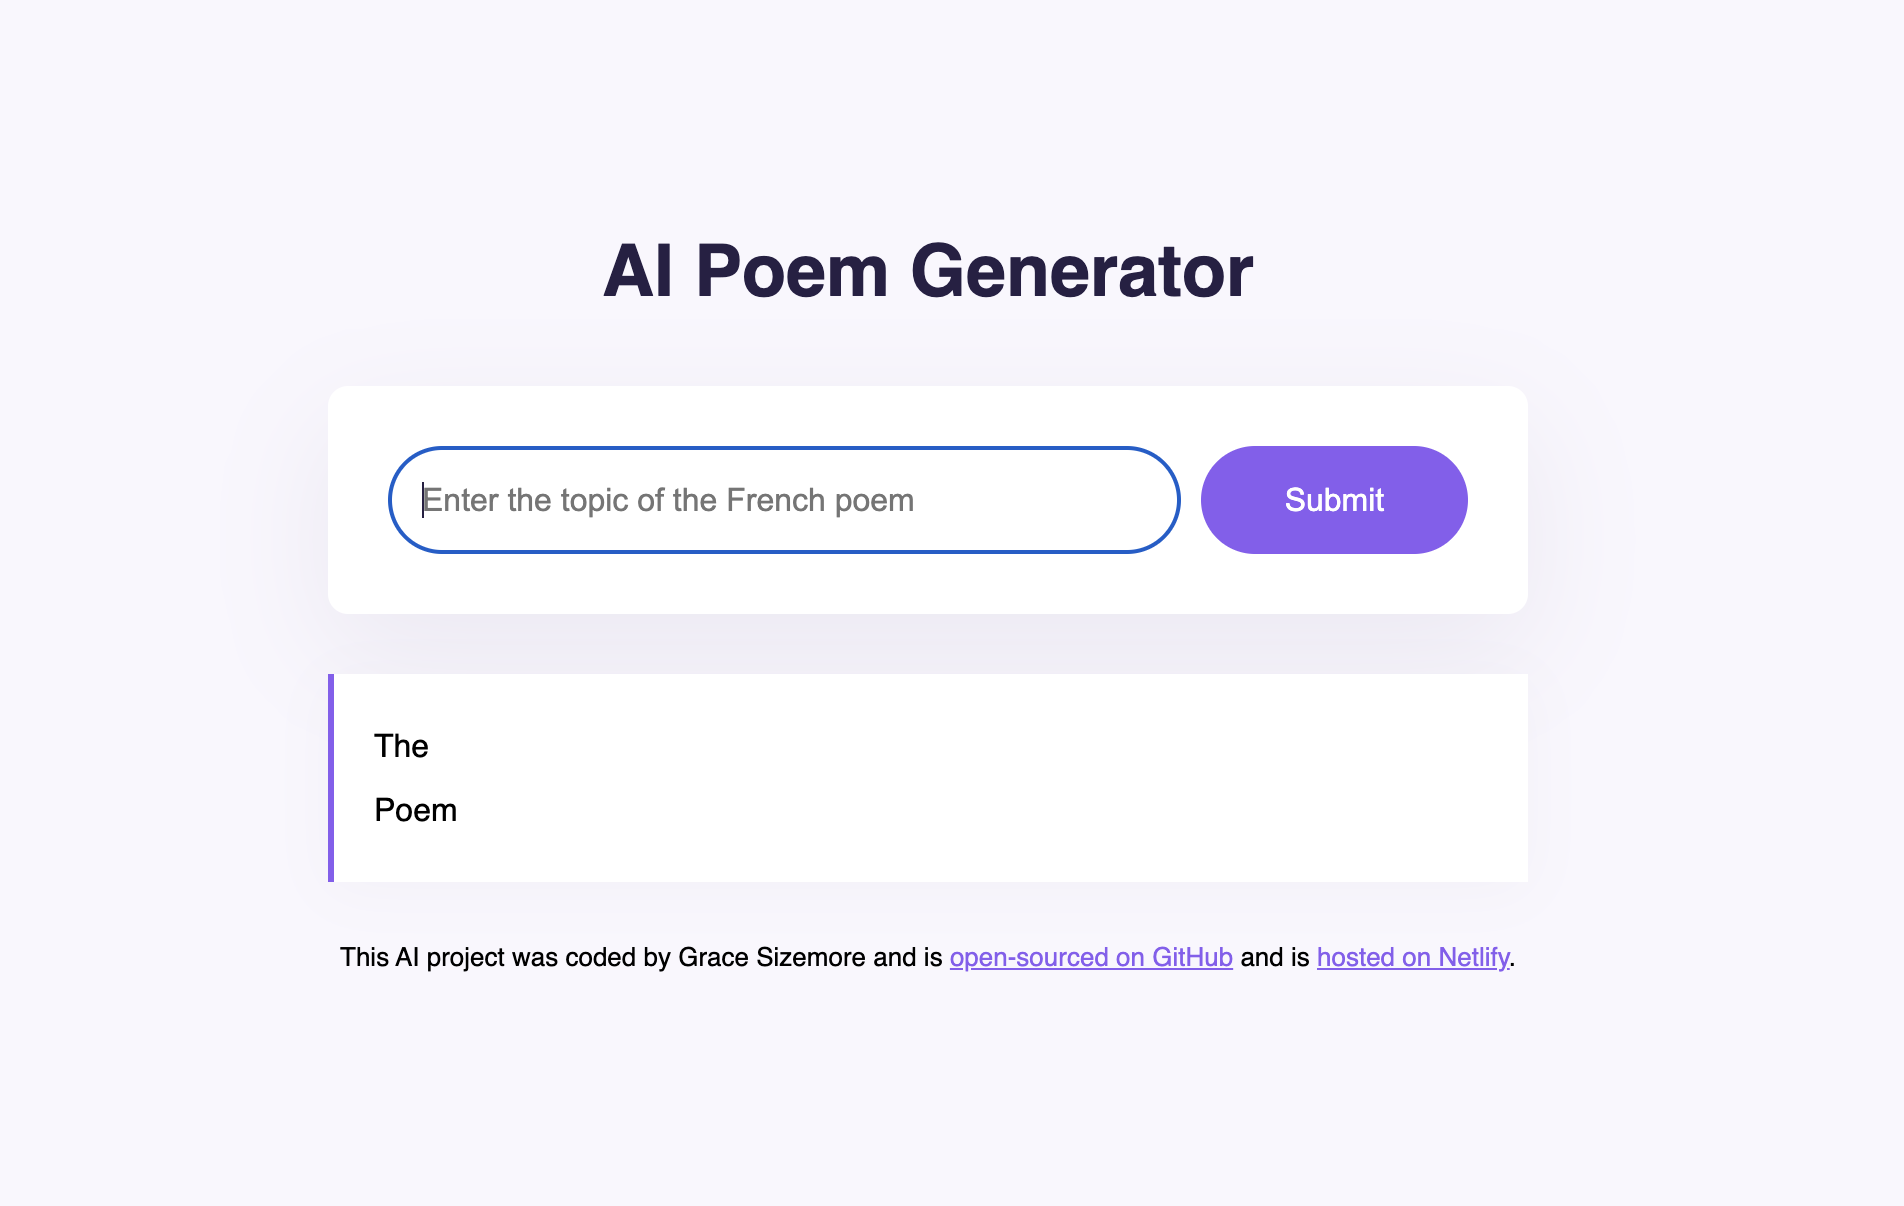 AI Poem Generator
Enter the topic of the French poem
Submit
The
Poem
This AI project was coded by Grace Sizemore and is open-sourced on GitHub and is hosted on Netlify.